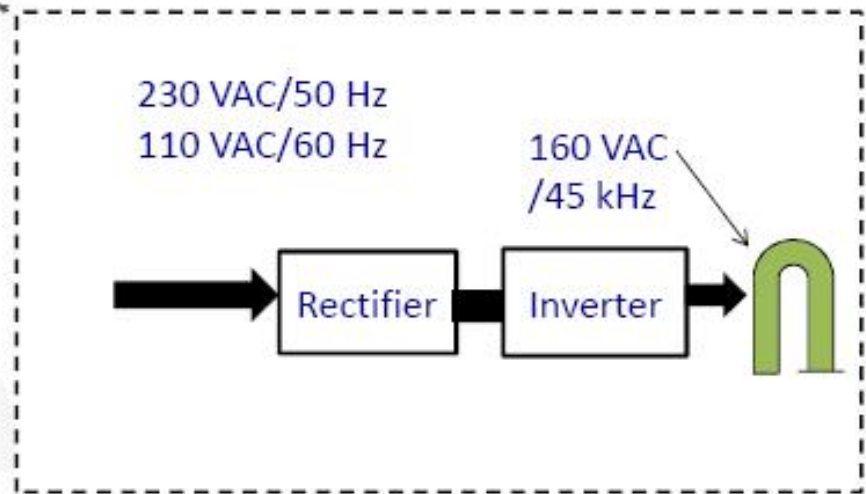 230 VAC/50 Hz
110 VAC/60 Hz
160 VAC
/45 kHz
Rectifier
Inverter